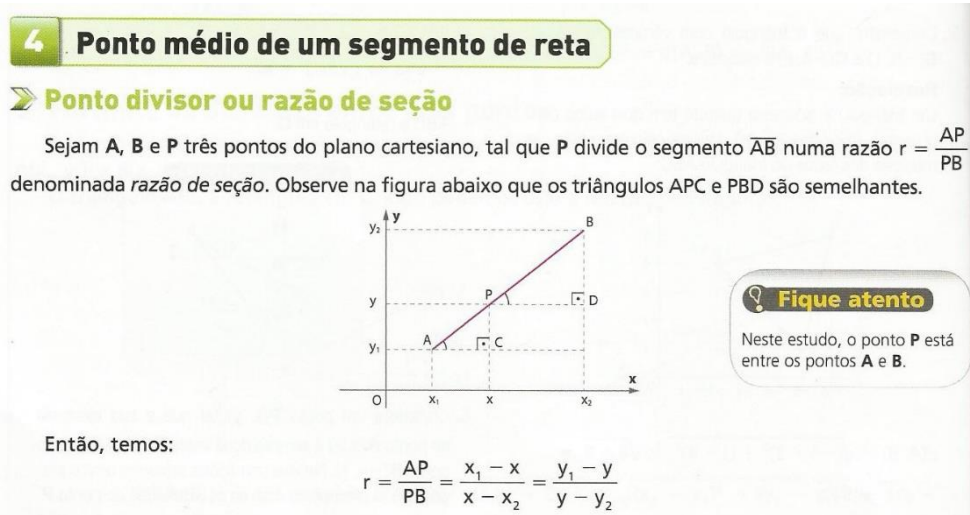 4 Ponto médio de um segmento de reta
Ponto divisor ou razão de seção
Sejam A, B e P três pontos do plano cartesiano, tal que P divide o segmento AB numa razão r = AP/PB
denominada razão de seção. Observe na figura abaixo que os triângulos APC e PBD são semelhantes.
y
y₂
B
y
P
D
y₁
A
C
x
O
x₁
x
x₂
Fique atento
Neste estudo, o ponto P está
entre os pontos A e B.
Então, temos:
r = AP/PB = x₁ − x/x − x₂ = y₁ − y/y − y₂